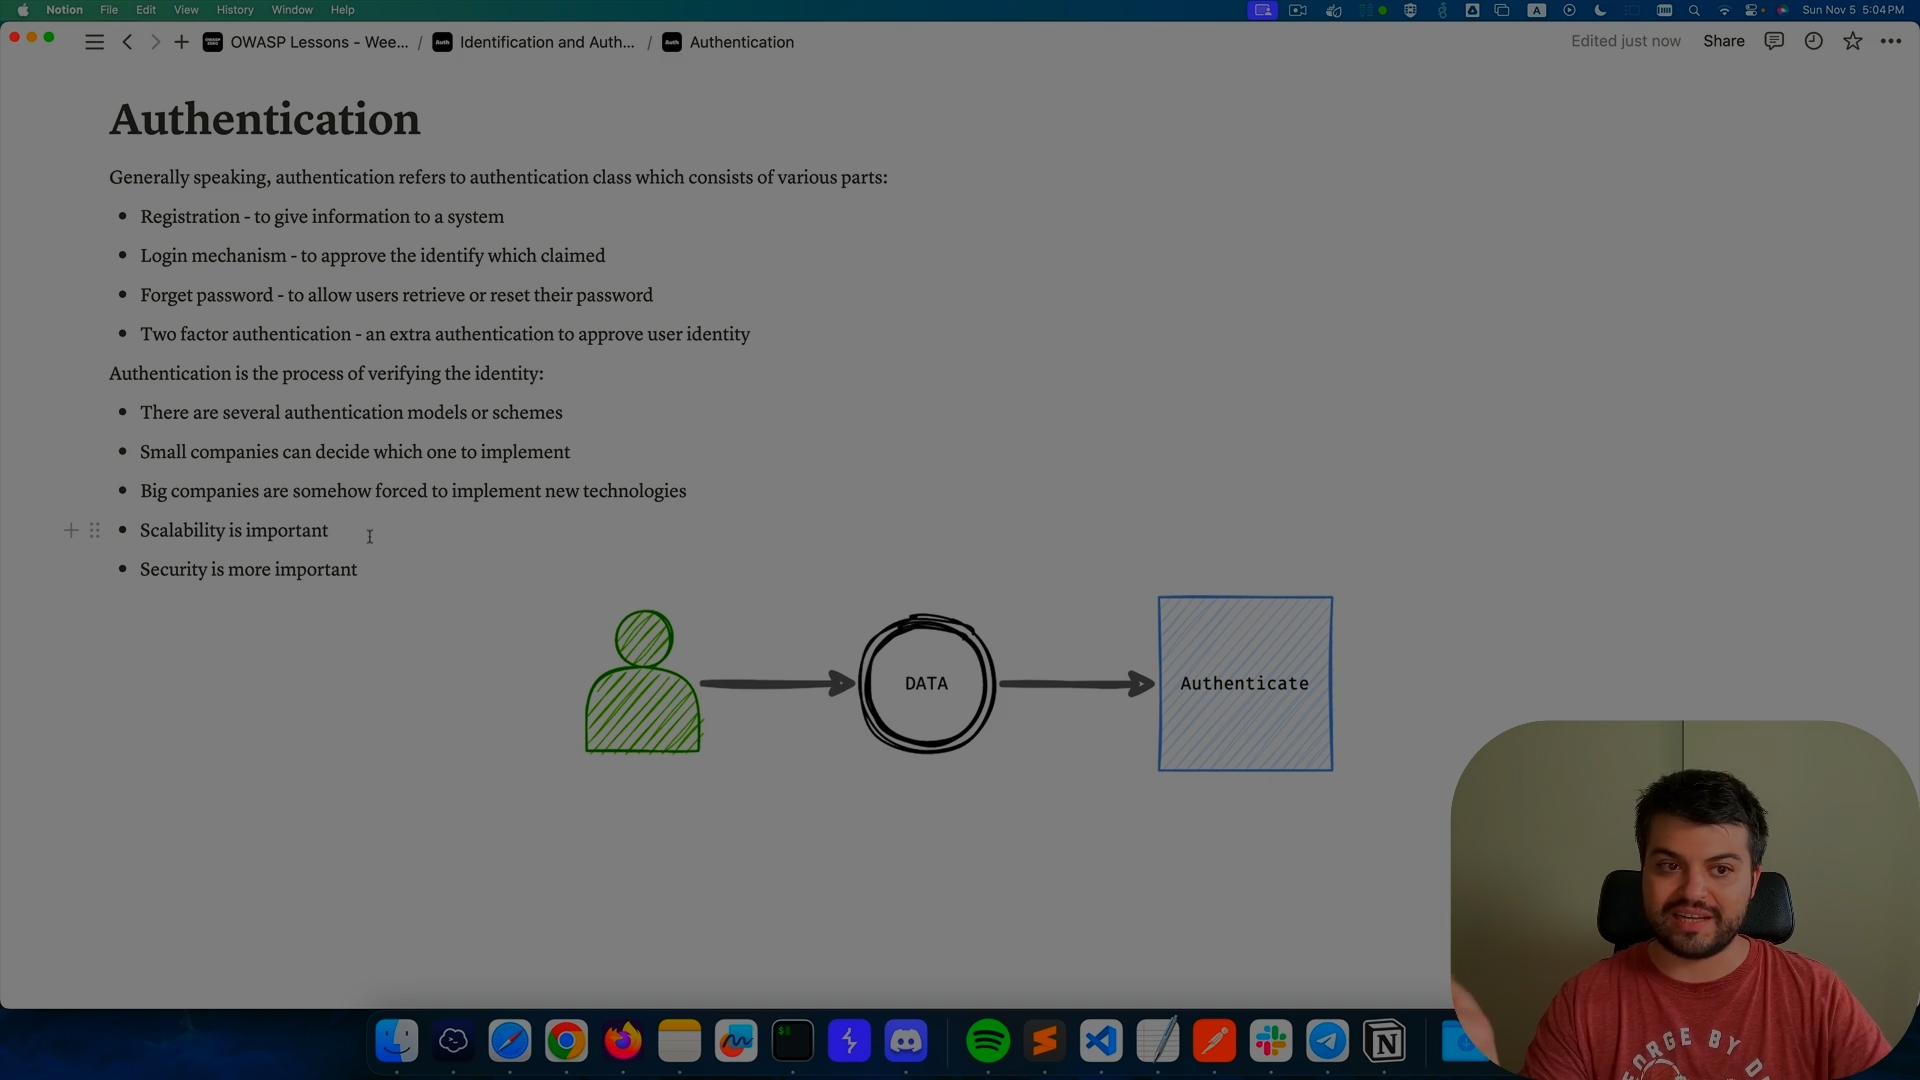 Notion File Edit View History Window Help
Sun Nov 5 5:04 PM
OWASP Lessons - Wee... / Identification and Auth... / Authentication
Edited just now Share
Authentication
Generally speaking, authentication refers to authentication class which consists of various parts:
• Registration - to give information to a system
• Login mechanism - to approve the identify which claimed
• Forget password - to allow users retrieve or reset their password
• Two factor authentication - an extra authentication to approve user identity
Authentication is the process of verifying the identity:
• There are several authentication models or schemes
• Small companies can decide which one to implement
• Big companies are somehow forced to implement new technologies
• Scalability is important
• Security is more important
DATA
Authenticate